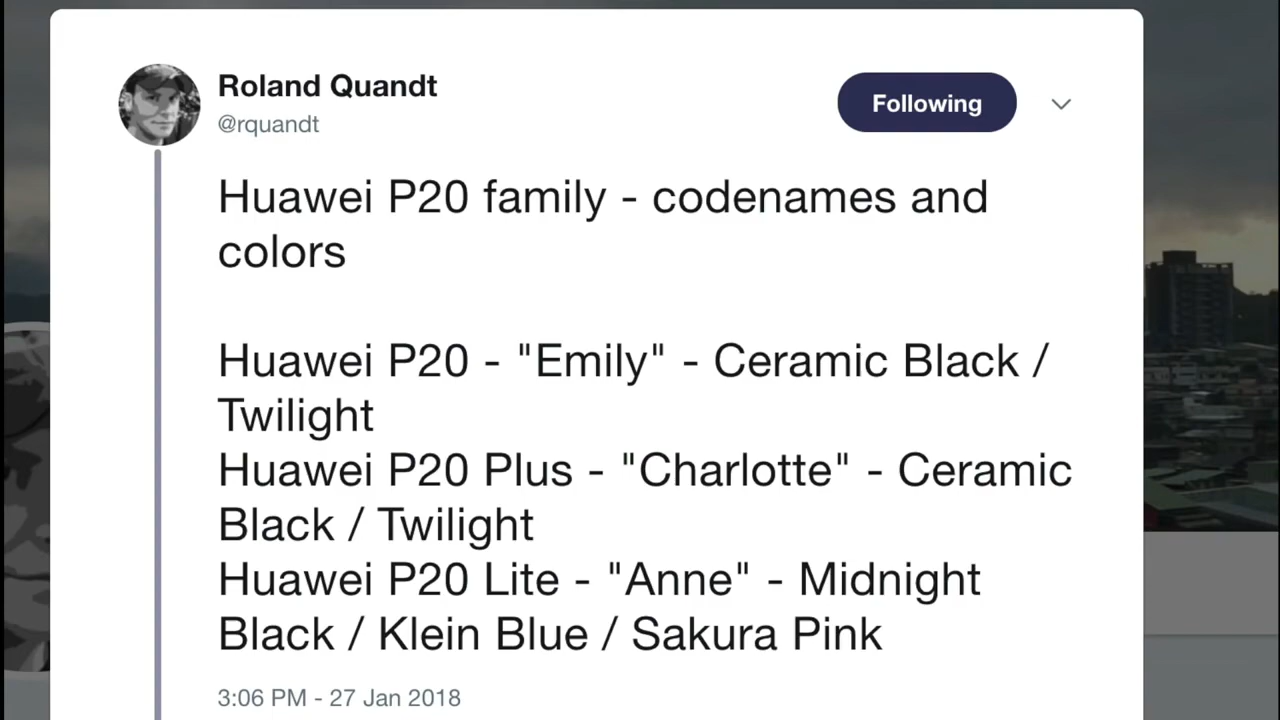 Roland Quandt
@rquandt
Following
Huawei P20 family - codenames and
colors
Huawei P20 - "Emily" - Ceramic Black /
Twilight
Huawei P20 Plus - "Charlotte" - Ceramic
Black / Twilight
Huawei P20 Lite - "Anne" - Midnight
Black / Klein Blue / Sakura Pink
3:06 PM - 27 Jan 2018